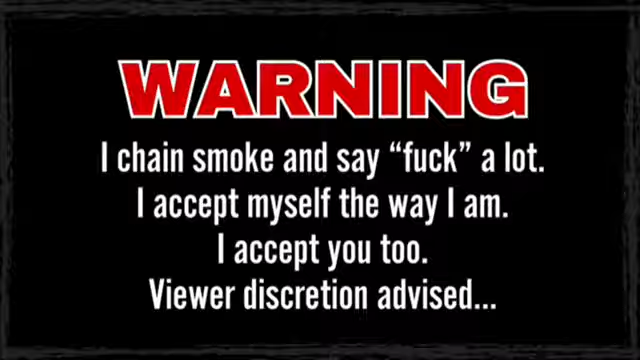 WARNING
I chain smoke and say “fuck” a lot.
I accept myself the way I am.
I accept you too.
Viewer discretion advised...